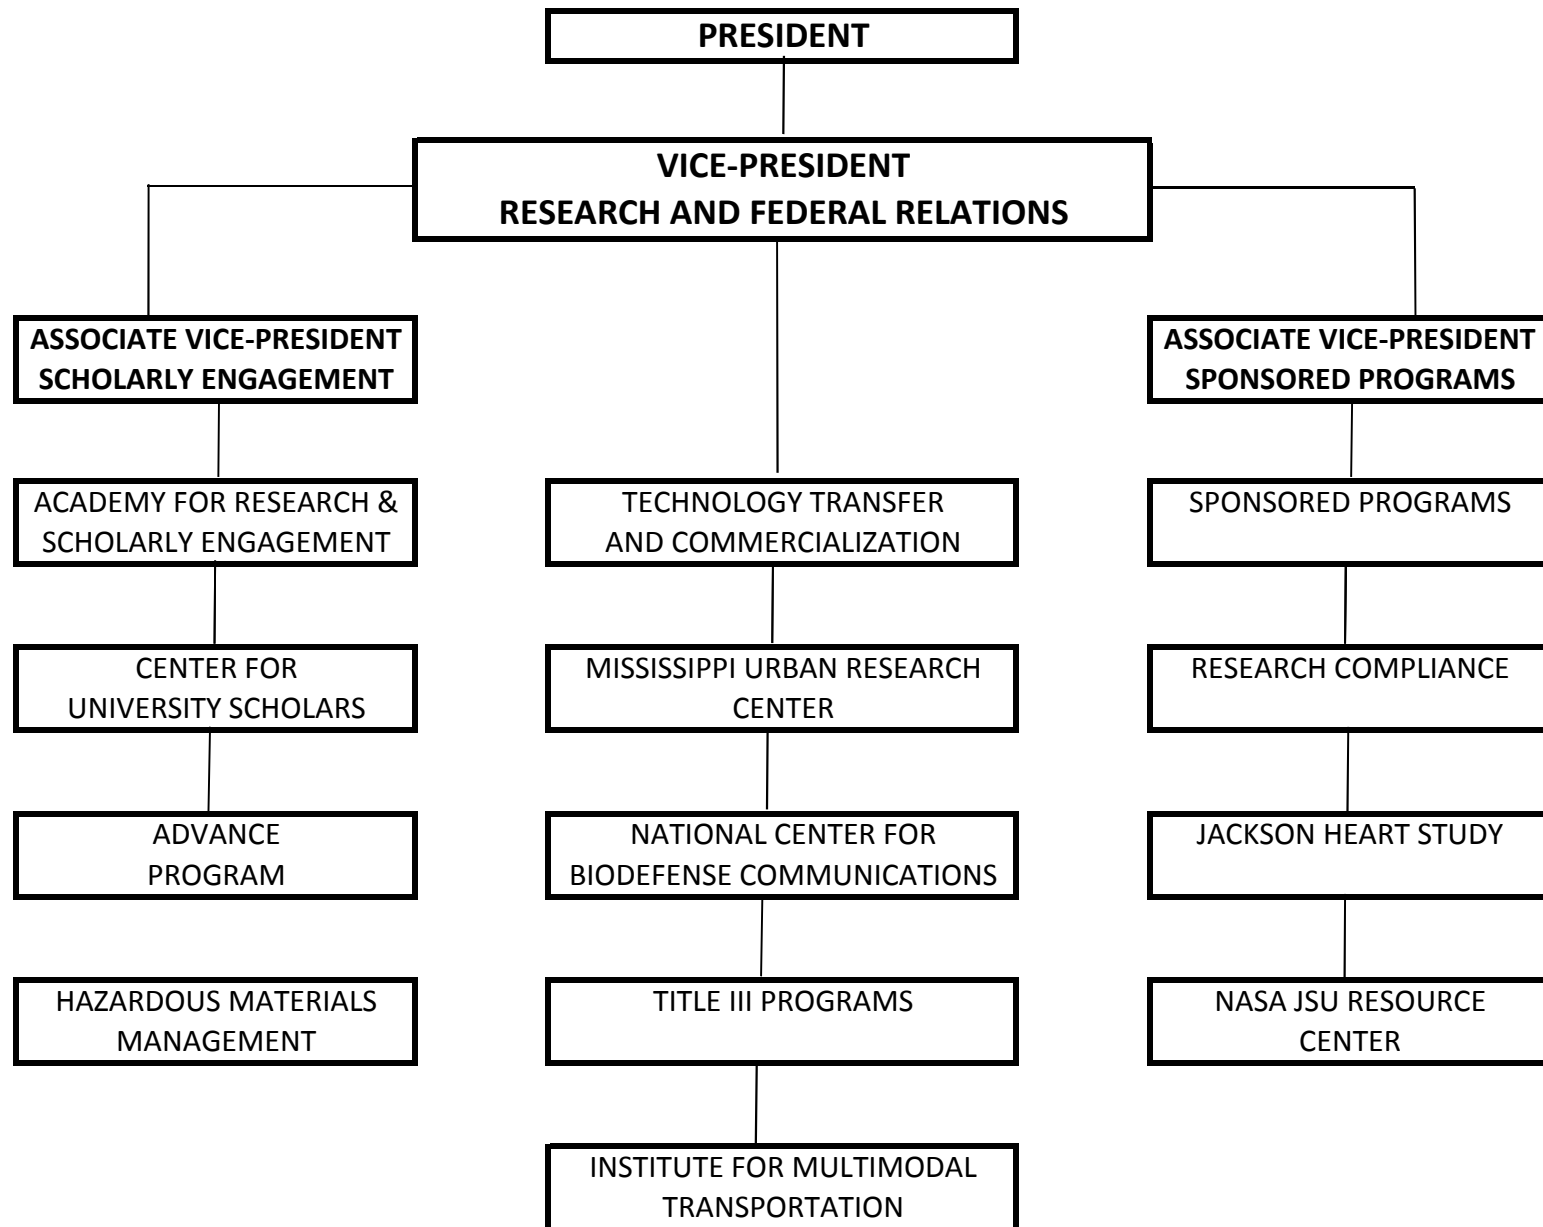 PRESIDENT
VICE-PRESIDENT
RESEARCH AND FEDERAL RELATIONS
ASSOCIATE VICE-PRESIDENT
SCHOLARLY ENGAGEMENT
ASSOCIATE VICE-PRESIDENT
SPONSORED PROGRAMS
ACADEMY FOR RESEARCH &
SCHOLARLY ENGAGEMENT
TECHNOLOGY TRANSFER
AND COMMERCIALIZATION
SPONSORED PROGRAMS
CENTER FOR
UNIVERSITY SCHOLARS
MISSISSIPPI URBAN RESEARCH
CENTER
RESEARCH COMPLIANCE
ADVANCE
PROGRAM
NATIONAL CENTER FOR
BIODEFENSE COMMUNICATIONS
JACKSON HEART STUDY
HAZARDOUS MATERIALS
MANAGEMENT
TITLE III PROGRAMS
NASA JSU RESOURCE
CENTER
INSTITUTE FOR MULTIMODAL
TRANSPORTATION